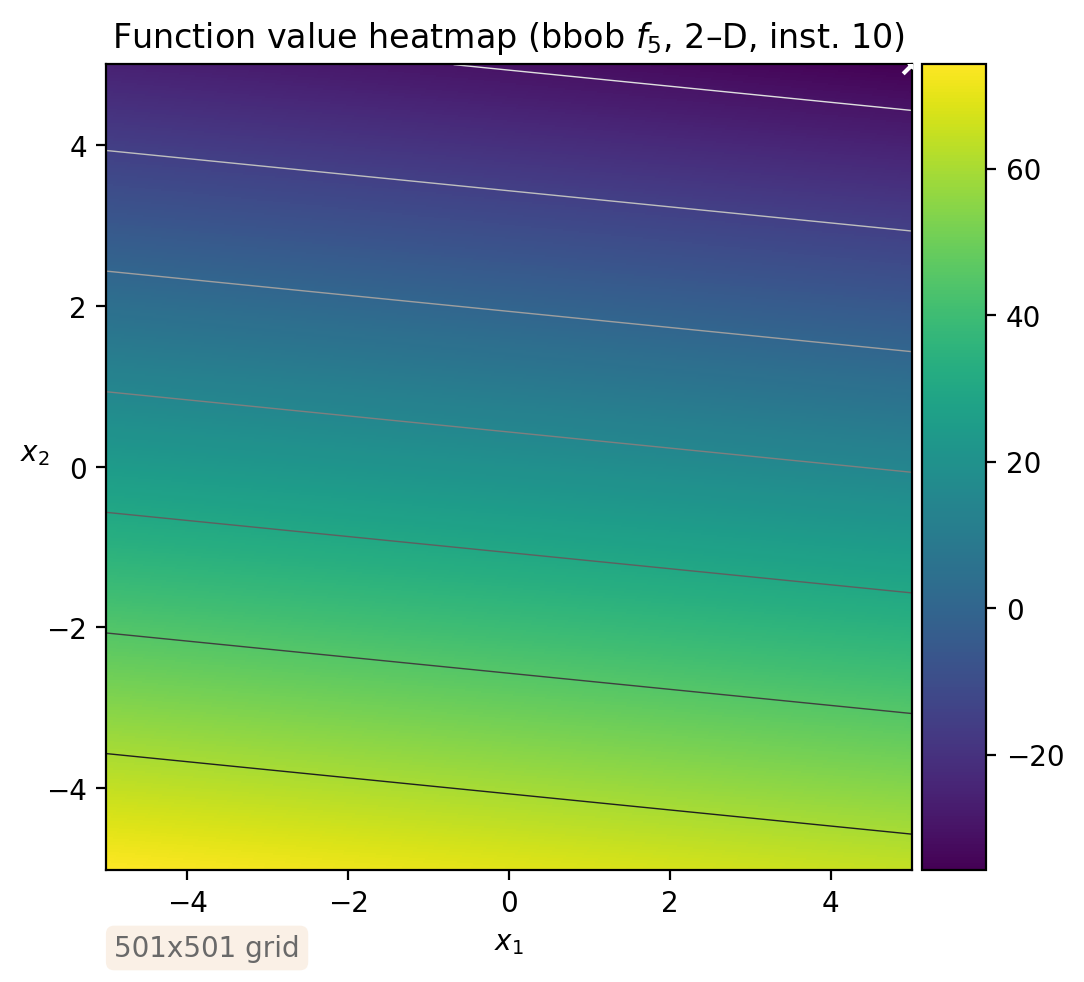 Function value heatmap (bbob f₅, 2–D, inst. 10)
4
2
0
−2
−4
x₂
−4 −2 0 2 4
x₁
60
40
20
0
−20
501x501 grid